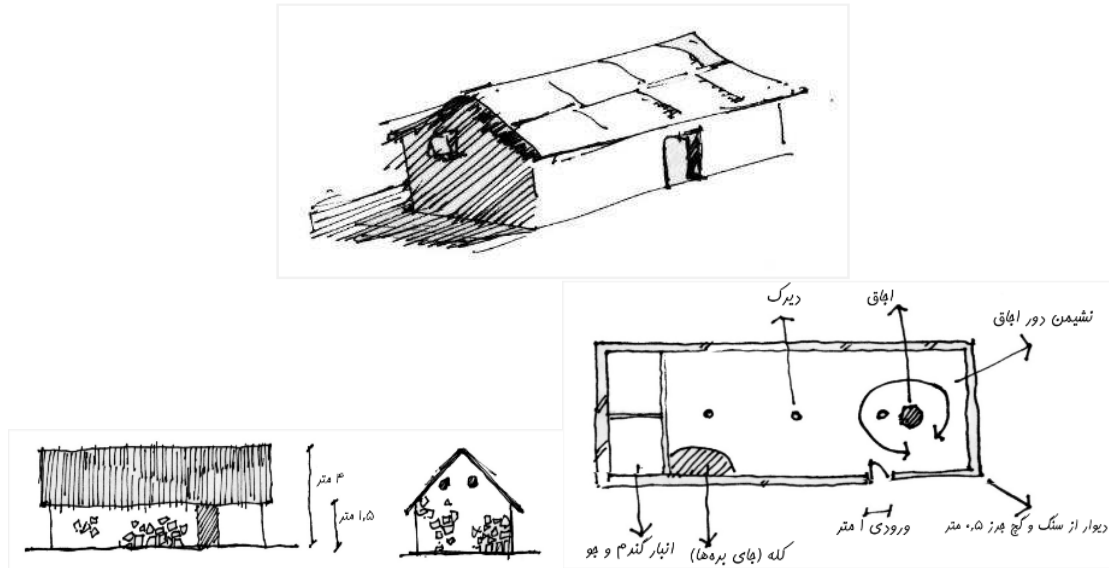 دیرک
اجاق
نشیمن دور اجاق
۴ متر
۱,۵ متر
انبار گندم و جو
کله (جای بره‌ها)
ورودی ۱ متر
دیوار از سنگ و گچ جرز ۰,۵ متر